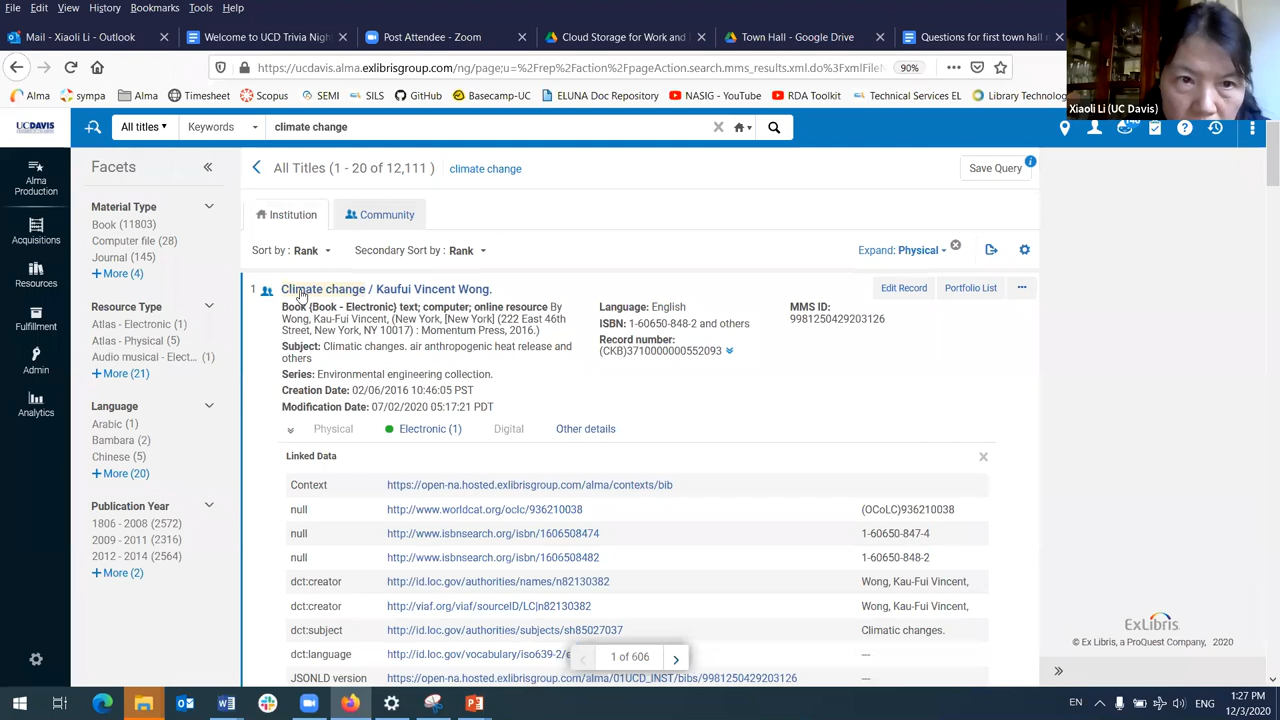 File Edit View History Bookmarks Tools Help
Mail - Xiaoli Li - Outlook
Welcome to UCD Trivia Nigh
Post Attendee - Zoom
Cloud Storage for Work and
Town Hall - Google Drive
Questions for first town hall m
https://ucdavis.alma.exlibrisgroup.com/ng/page;u=%2Frep%2Faction%2FpageAction.search.mms_results.xml.do%3FxmlFileN
90%
Alma sympa Alma Timesheet Scopus SEMI SILS GitHub Basecamp-UC ELUNA Doc Repository NASIG - YouTube RDA Toolkit Technical Services EL Library Technolog
Xiaoli Li (UC Davis)
UCDAVIS
All titles
Keywords
climate change
Alma Production
Acquisitions
Resources
Fulfillment
Admin
Analytics
Facets
Material Type
Book (11803)
Computer file (28)
Journal (145)
+ More (4)
Resource Type
Atlas - Electronic (1)
Atlas - Physical (5)
Audio musical - Elect... (1)
+ More (21)
Language
Arabic (1)
Bambara (2)
Chinese (5)
+ More (20)
Publication Year
1806 - 2008 (2572)
2009 - 2011 (2316)
2012 - 2014 (2564)
+ More (2)
All Titles (1 - 20 of 12,111 )
climate change
Save Query
Institution
Community
Sort by : Rank
Secondary Sort by : Rank
Expand: Physical
1
Climate change / Kaufui Vincent Wong.
Edit Record
Portfolio List
Book {Book - Electronic} text; computer; online resource By
Wong, Kau-Fui Vincent, (New York, [New York] (222 East 46th
Street, New York, NY 10017) : Momentum Press, 2016.)
Subject: Climatic changes. air anthropogenic heat release and
others
Series: Environmental engineering collection.
Creation Date: 02/06/2016 10:46:05 PST
Modification Date: 07/02/2020 05:17:21 PDT
Language: English
ISBN: 1-60650-848-2 and others
Record number:
(CKB)3710000000552093
MMS ID:
9981250429203126
Physical
Electronic (1)
Digital
Other details
Linked Data
Context https://open-na.hosted.exlibrisgroup.com/alma/contexts/bib
null http://www.worldcat.org/oclc/936210038 (OCoLC)936210038
null http://www.isbnsearch.org/isbn/1606508474 1-60650-847-4
null http://www.isbnsearch.org/isbn/1606508482 1-60650-848-2
dct:creator http://id.loc.gov/authorities/names/n82130382 Wong, Kau-Fui Vincent,
dct:creator http://viaf.org/viaf/sourceID/LC|n82130382 Wong, Kau-Fui Vincent,
dct:subject http://id.loc.gov/authorities/subjects/sh85027037 Climatic changes.
dct:language http://id.loc.gov/vocabulary/iso639-2/e ---
JSONLD version https://open-na.hosted.exlibrisgroup.com/alma/01UCD_INST/bibs/9981250429203126 ---
1 of 606
ExLibris
© Ex Libris, a ProQuest Company, 2020
EN
1:27 PM
12/3/2020